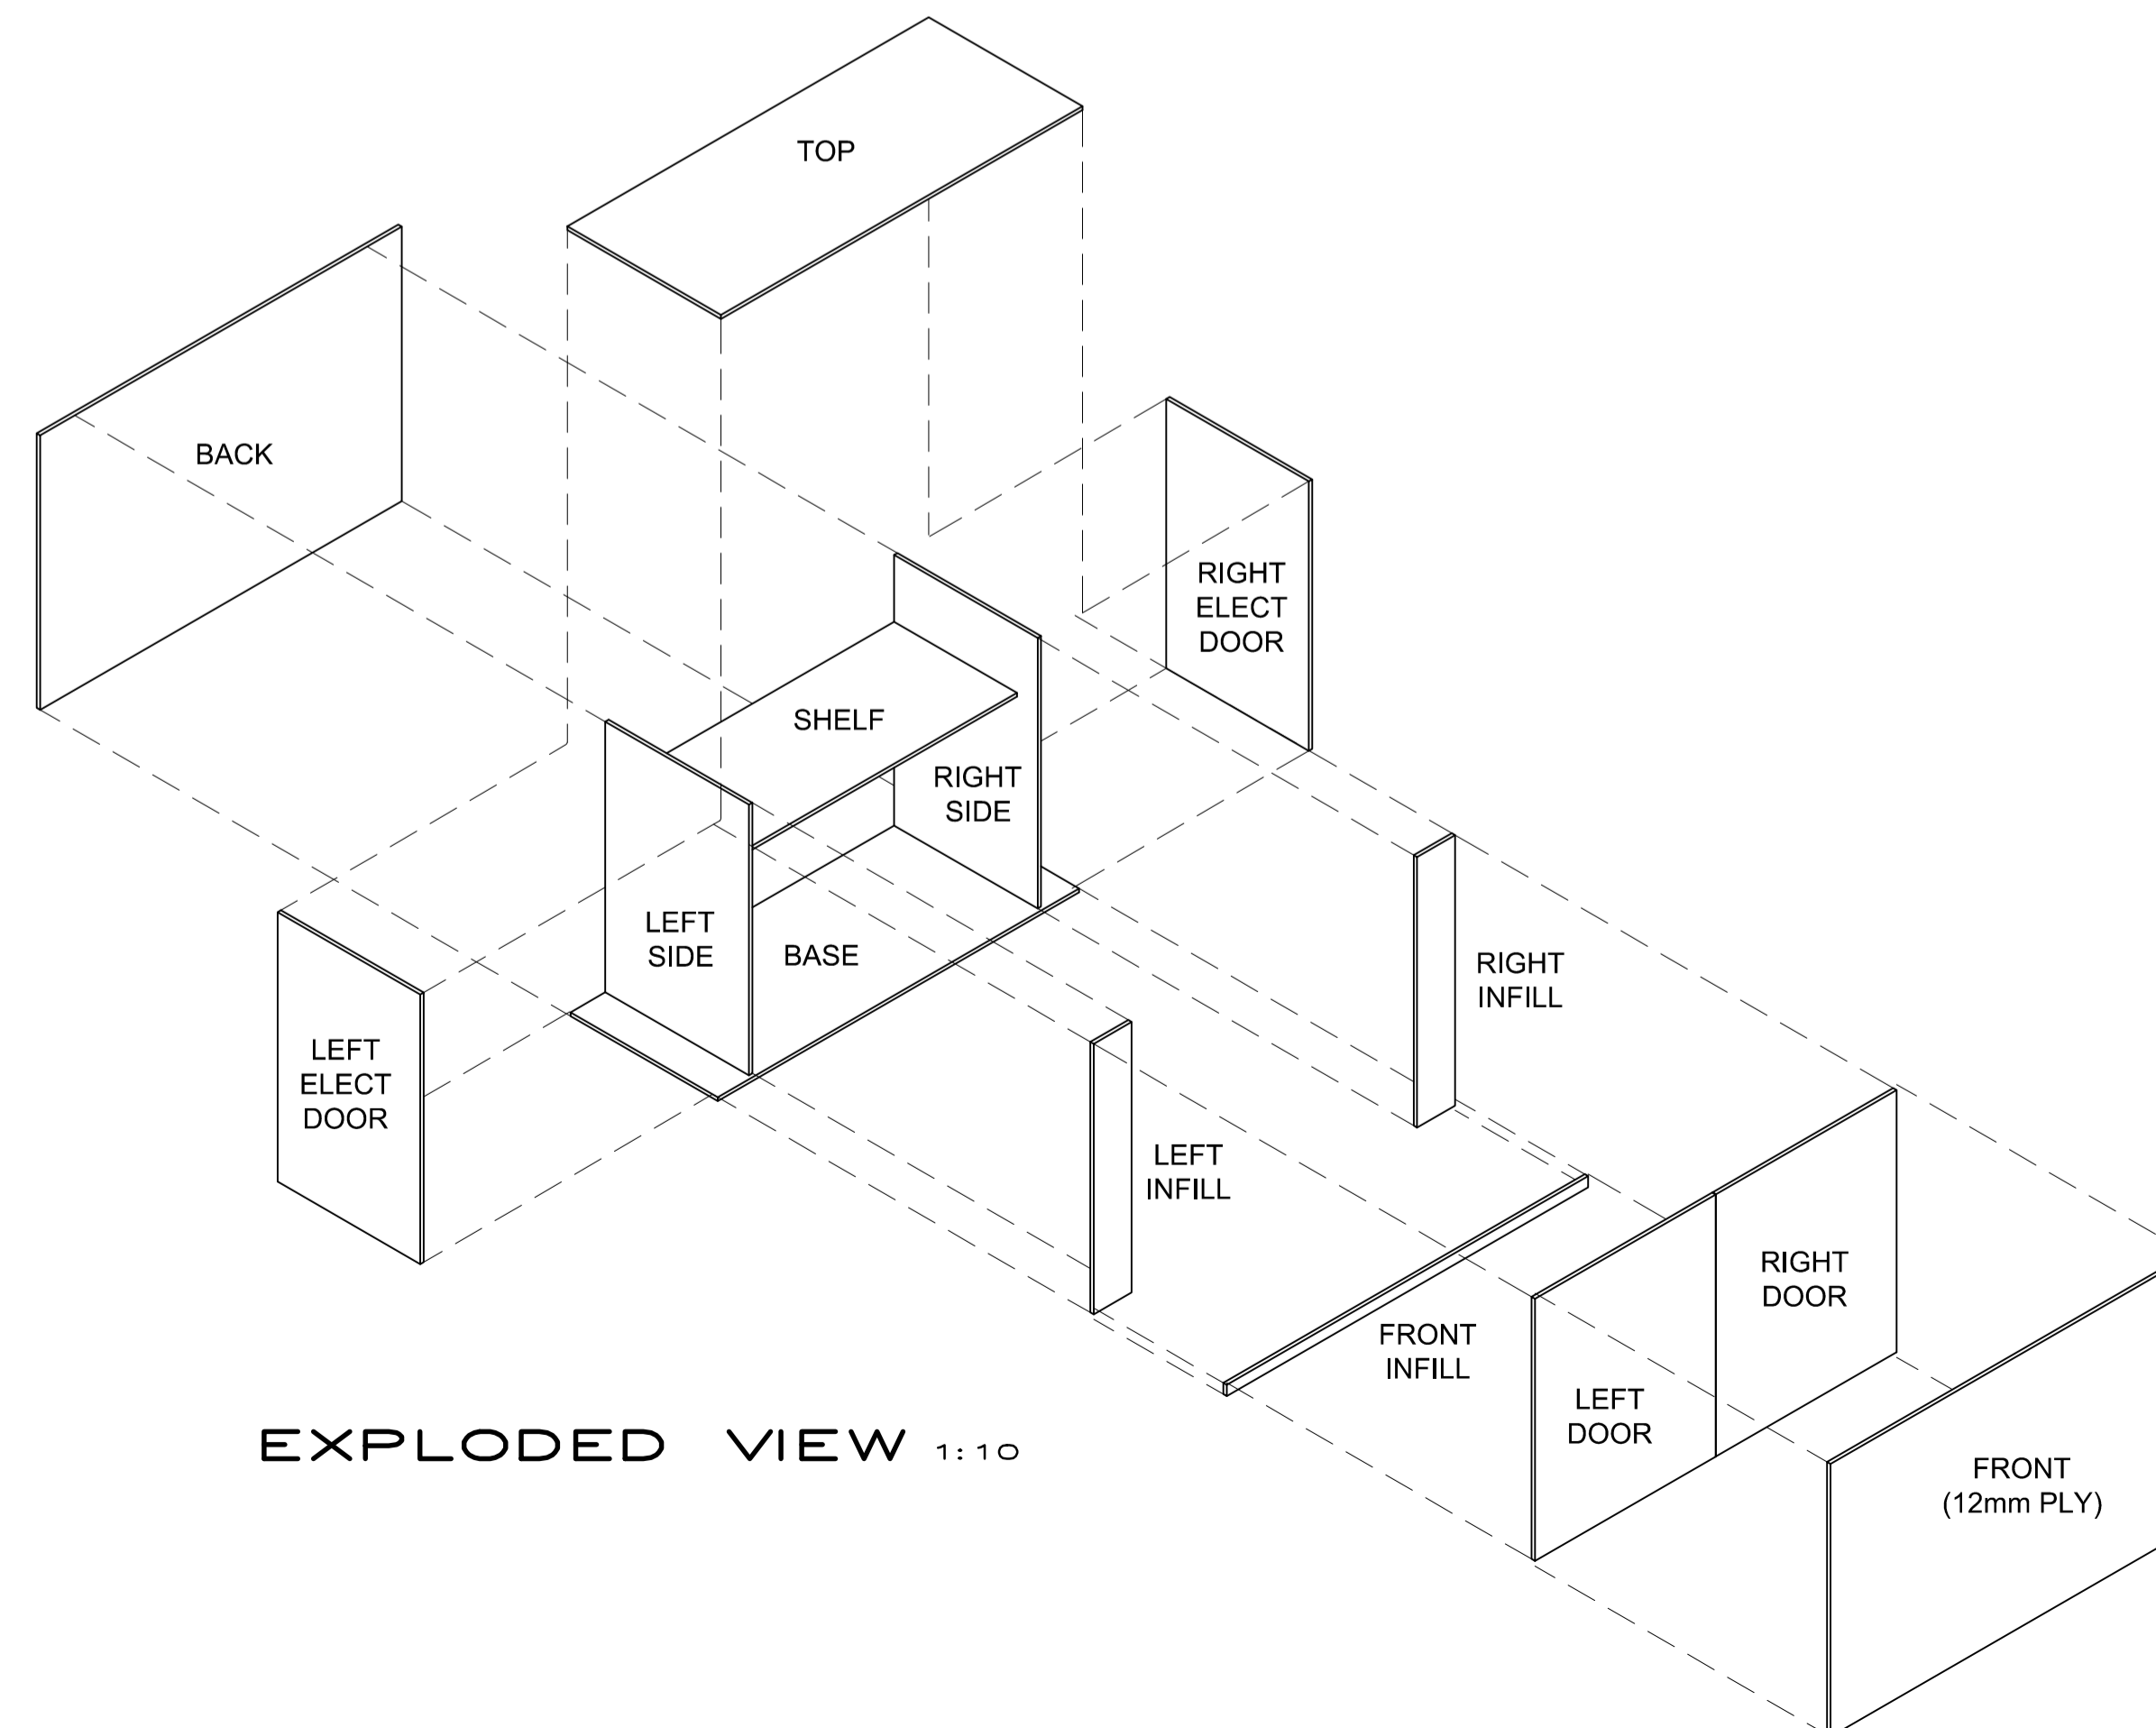 TOP
BACK
RIGHT
ELECT
DOOR
SHELF
RIGHT
SIDE
LEFT
SIDE
BASE
LEFT
ELECT
DOOR
RIGHT
INFILL
LEFT
INFILL
FRONT
INFILL
RIGHT
DOOR
LEFT
DOOR
FRONT
(12mm PLY)
EXPLODED VIEW 1:10